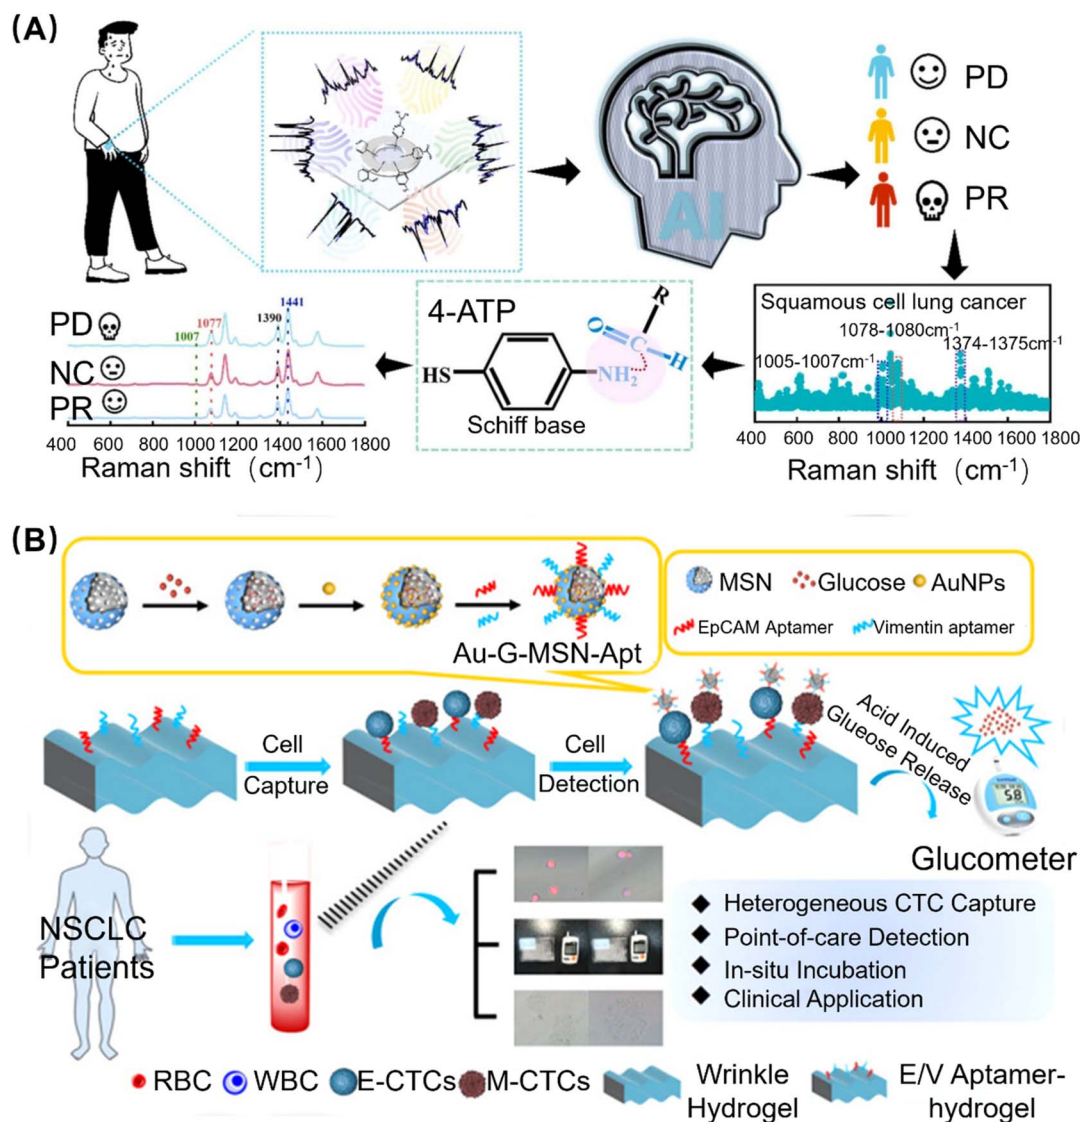 (A)
PD
NC
PR
AI
Squamous cell lung cancer
1078-1080cm-1
1374-1375cm-1
1005-1007cm-1
400 600 800 1000 1200 1400 1600 1800
Raman shift (cm-1)
4-ATP
R
O
C
H
HS
NH2
Schiff base
1441
1390
1077
1007
PD
NC
PR
400 600 800 1000 1200 1400 1600 1800
Raman shift (cm-1)
(B)
Au-G-MSN-Apt
MSN Glucose AuNPs
EpCAM Aptamer Vimentin aptamer
Cell
Capture
Cell
Detection
Acid Induced
Glueose Release
5.8
Glucometer
NSCLC
Patients
Heterogeneous CTC Capture
Point-of-care Detection
In-situ Incubation
Clinical Application
RBC WBC E-CTCs M-CTCs
Wrinkle
Hydrogel
E/V Aptamer-
hydrogel